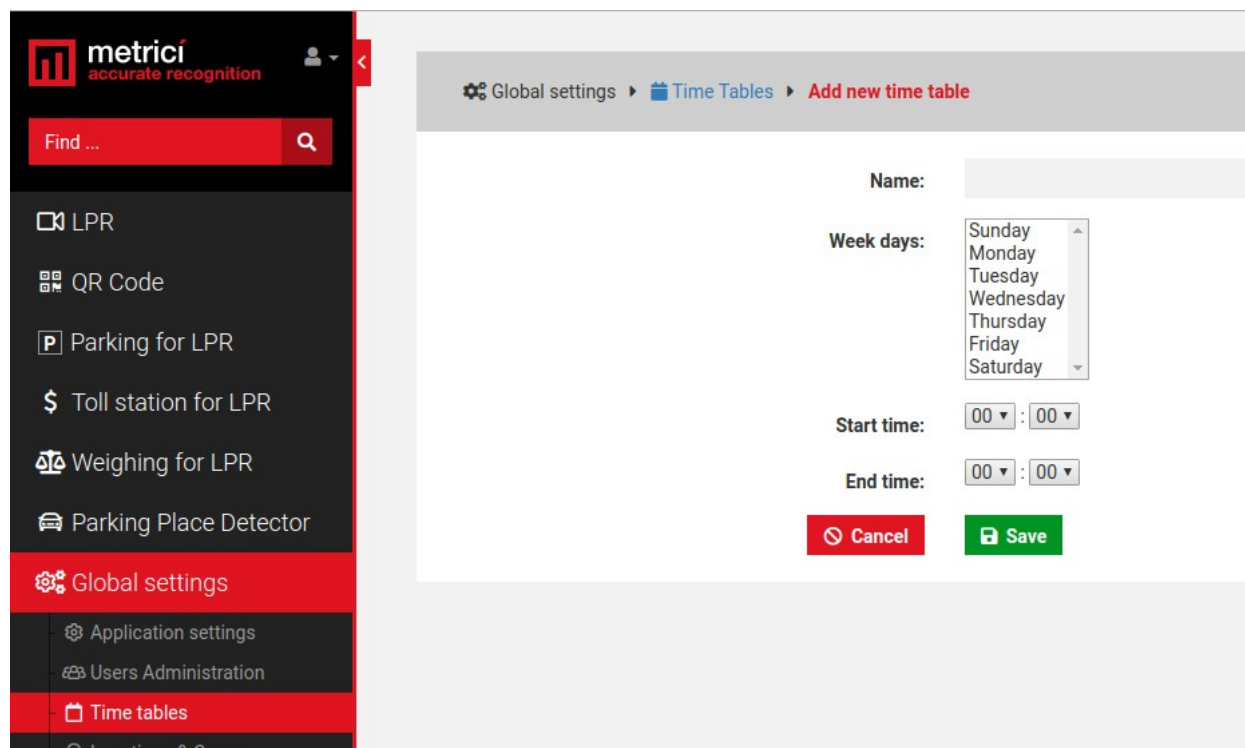 metrici
accurate recognition
Find ...
LPR
QR Code
P Parking for LPR
$ Toll station for LPR
Weighing for LPR
Parking Place Detector
Global settings
Application settings
Users Administration
Time tables
Global settings Time Tables Add new time table
Name:
Week days:
Sunday
Monday
Tuesday
Wednesday
Thursday
Friday
Saturday
Start time: 00 : 00
End time: 00 : 00
Cancel Save